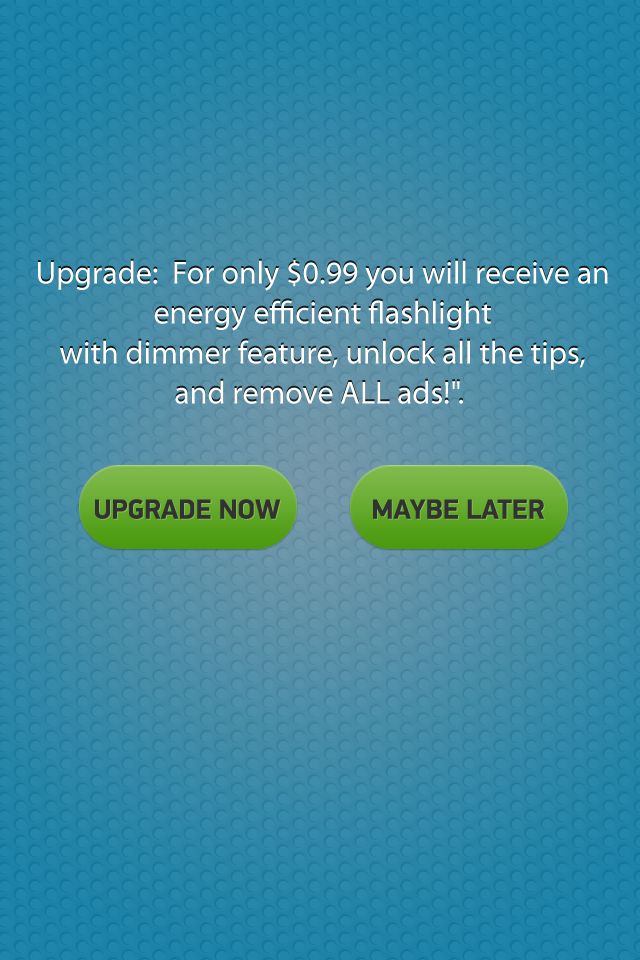 Upgrade:  For only $0.99 you will receive an
energy efficient flashlight
with dimmer feature, unlock all the tips,
and remove ALL ads!".
UPGRADE NOW
MAYBE LATER